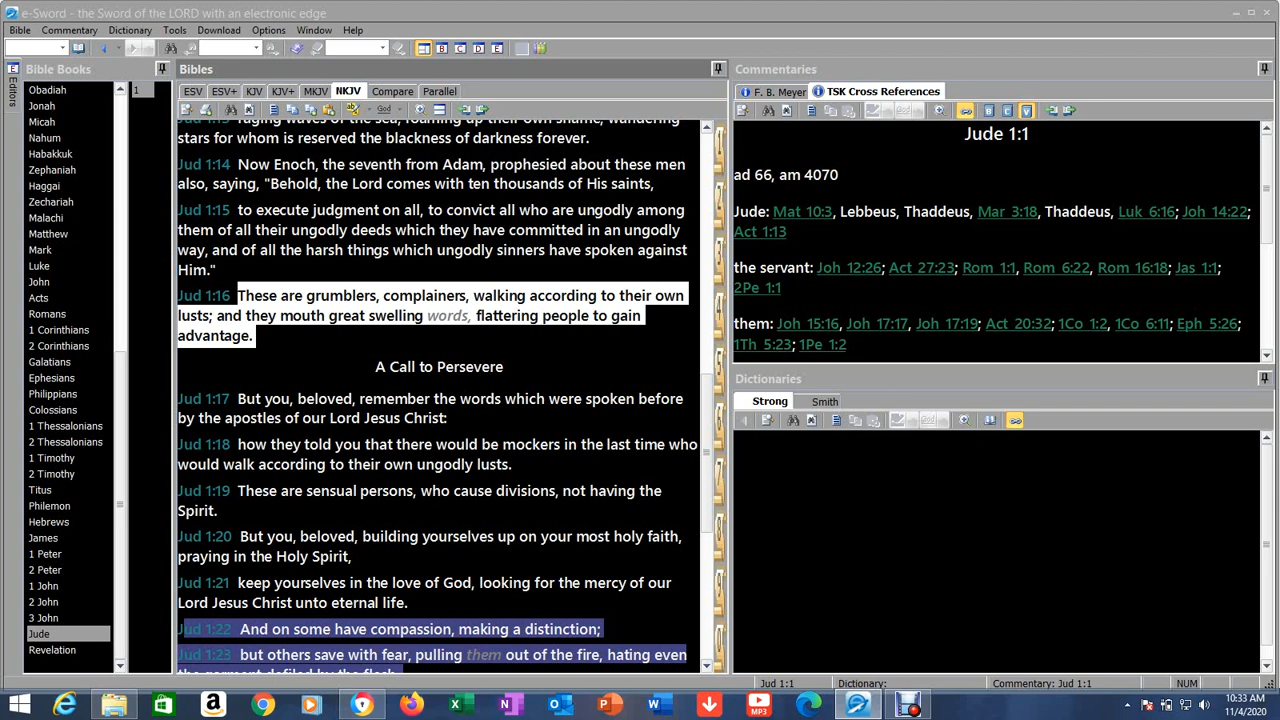 e-Sword - the Sword of the LORD with an electronic edge
Bible Commentary Dictionary Tools Download Options Window Help
B C D E
Editors
Bible Books
Obadiah
Jonah
Micah
Nahum
Habakkuk
Zephaniah
Haggai
Zechariah
Malachi
Matthew
Mark
Luke
John
Acts
Romans
1 Corinthians
2 Corinthians
Galatians
Ephesians
Philippians
Colossians
1 Thessalonians
2 Thessalonians
1 Timothy
2 Timothy
Titus
Philemon
Hebrews
James
1 Peter
2 Peter
1 John
2 John
3 John
Jude
Revelation
1
Bibles
ESV ESV+ KJV KJV+ MKJV NKJV Compare Parallel
God
stars for whom is reserved the blackness of darkness forever.
Jud 1:14 Now Enoch, the seventh from Adam, prophesied about these men
also, saying, "Behold, the Lord comes with ten thousands of His saints,
Jud 1:15 to execute judgment on all, to convict all who are ungodly among
them of all their ungodly deeds which they have committed in an ungodly
way, and of all the harsh things which ungodly sinners have spoken against
Him."
Jud 1:16 These are grumblers, complainers, walking according to their own
lusts; and they mouth great swelling words, flattering people to gain
advantage.
A Call to Persevere
Jud 1:17 But you, beloved, remember the words which were spoken before
by the apostles of our Lord Jesus Christ:
Jud 1:18 how they told you that there would be mockers in the last time who
would walk according to their own ungodly lusts.
Jud 1:19 These are sensual persons, who cause divisions, not having the
Spirit.
Jud 1:20 But you, beloved, building yourselves up on your most holy faith,
praying in the Holy Spirit,
Jud 1:21 keep yourselves in the love of God, looking for the mercy of our
Lord Jesus Christ unto eternal life.
Jud 1:22 And on some have compassion, making a distinction;
Jud 1:23 but others save with fear, pulling them out of the fire, hating even
1
2
3
4
5
6
7
8
9
Commentaries
F. B. Meyer TSK Cross References
God B C V
Jude 1:1
ad 66, am 4070
Jude: Mat 10:3, Lebbeus, Thaddeus, Mar 3:18, Thaddeus, Luk 6:16; Joh 14:22;
Act 1:13
the servant: Joh 12:26; Act 27:23; Rom 1:1, Rom 6:22, Rom 16:18; Jas 1:1;
2Pe 1:1
them: Joh 15:16, Joh 17:17, Joh 17:19; Act 20:32; 1Co 1:2, 1Co 6:11; Eph 5:26;
1Th 5:23; 1Pe 1:2
Dictionaries
Strong Smith
God
Jud 1:1 Dictionary: Commentary: Jud 1:1 NUM
MP3
10:33 AM
11/4/2020